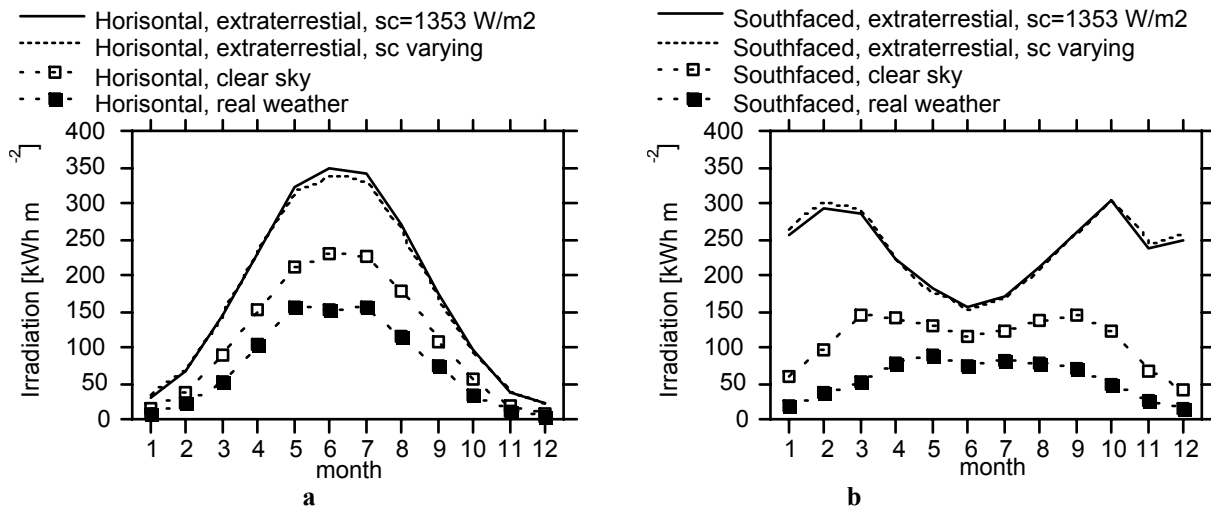 Horisontal, extraterrestial, sc=1353 W/m2
Horisontal, extraterrestial, sc varying
Horisontal, clear sky
Horisontal, real weather
400
350
300
250
200
150
100
50
0
Irradiation [kWh m-2]
1 2 3 4 5 6 7 8 9 10 11 12
month
a
Southfaced, extraterrestial, sc=1353 W/m2
Southfaced, extraterrestial, sc varying
Southfaced, clear sky
Southfaced, real weather
400
350
300
250
200
150
100
50
0
Irradiation [kWh m-2]
1 2 3 4 5 6 7 8 9 10 11 12
month
b